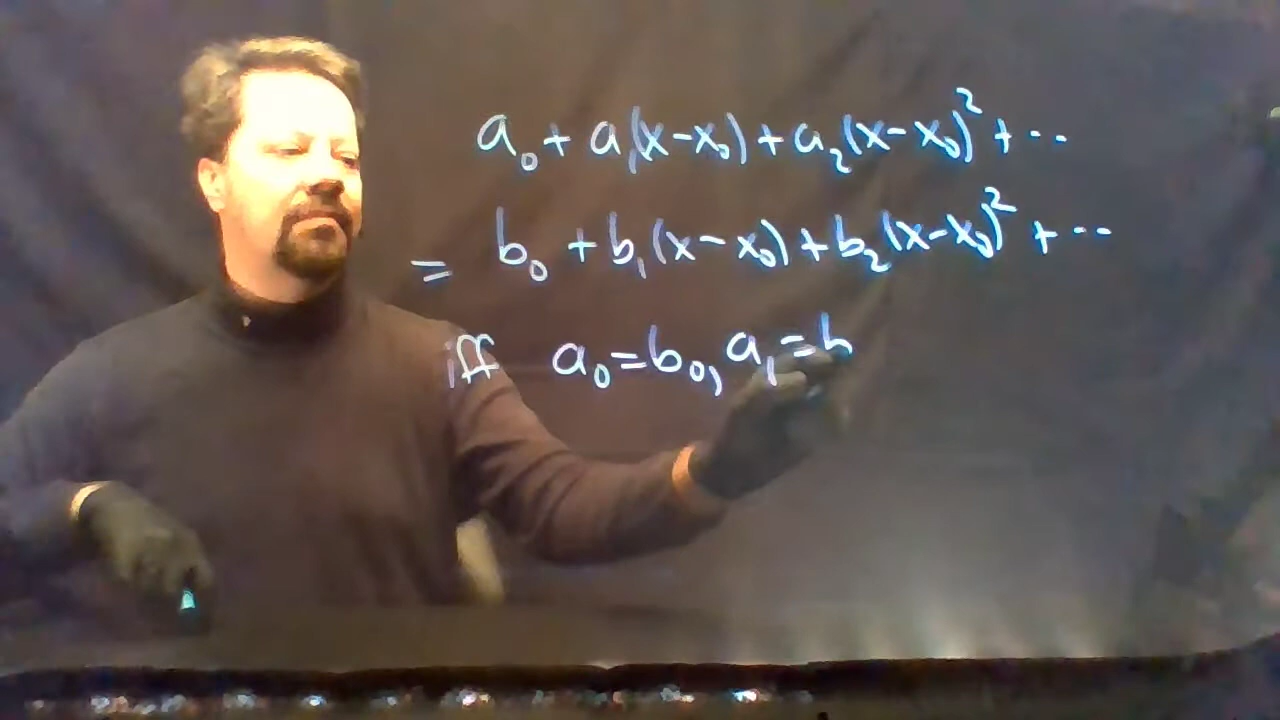 a₀ + a₁(x-x₀) + a₂(x-x₀)² + ...
= b₀ + b₁(x-x₀) + b₂(x-x₀)² + ...
iff a₀=b₀, a₁=b